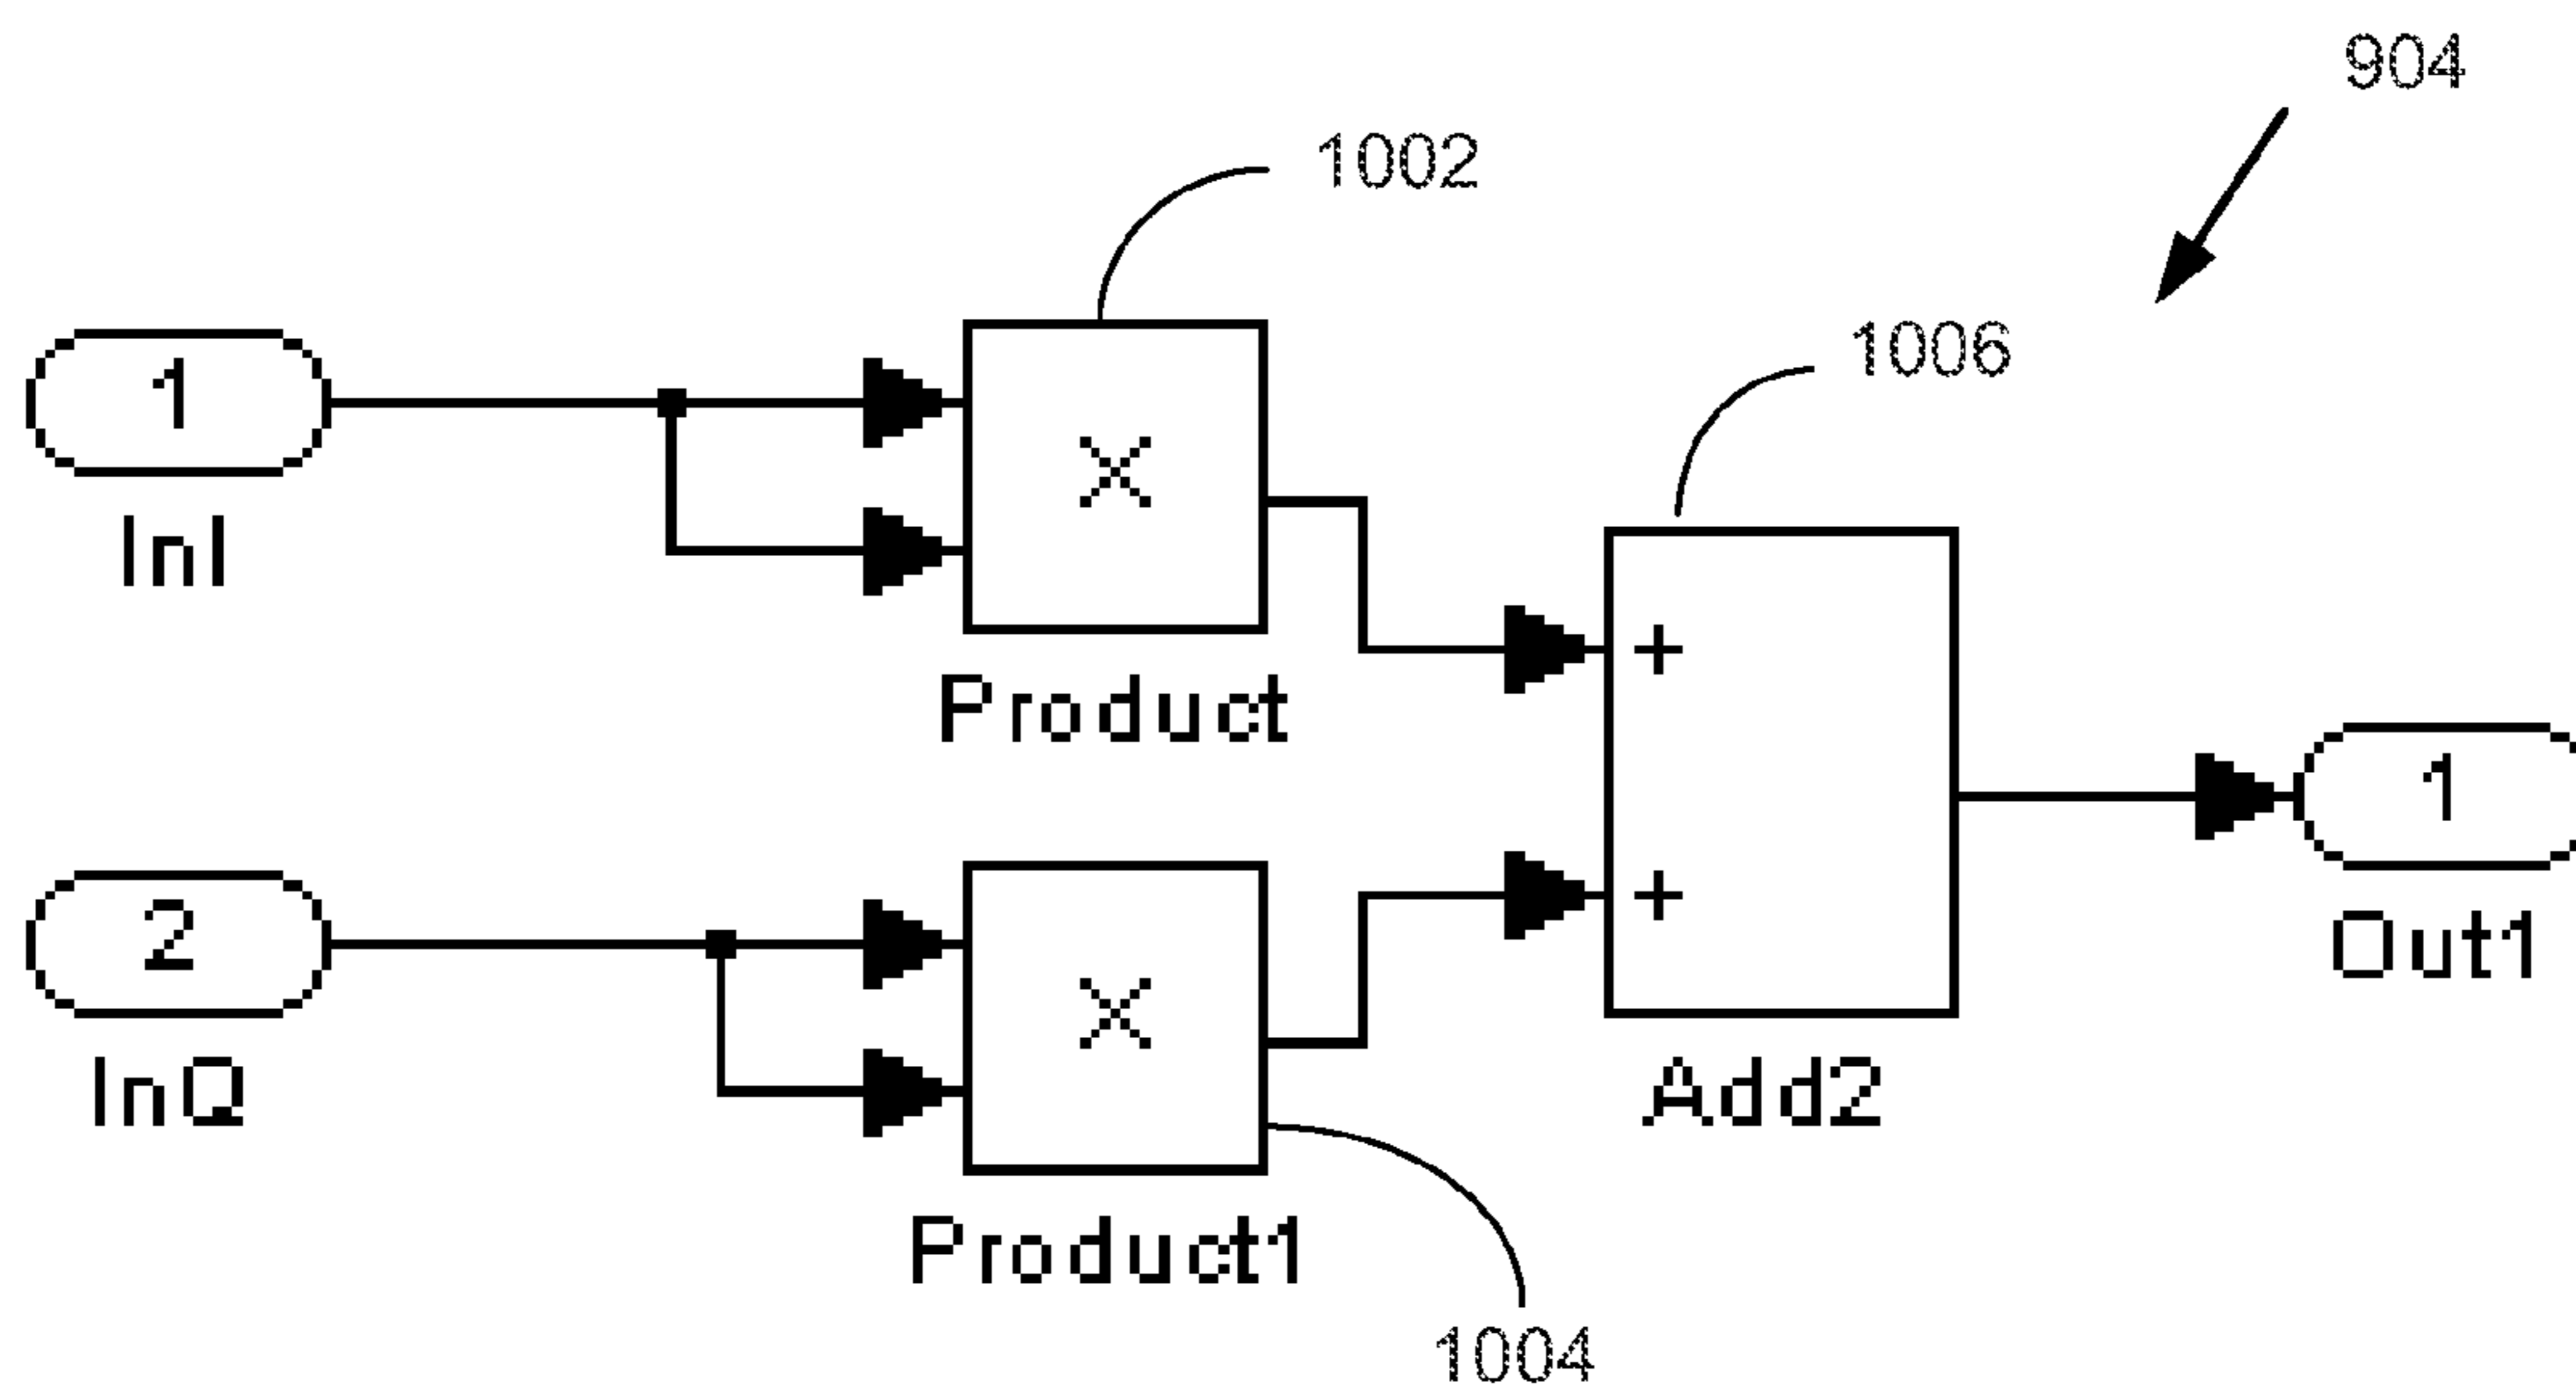 904
1002
1006
1
InI
×
Product
+
+
1
Out1
2
InQ
×
Product1
Add2
1004